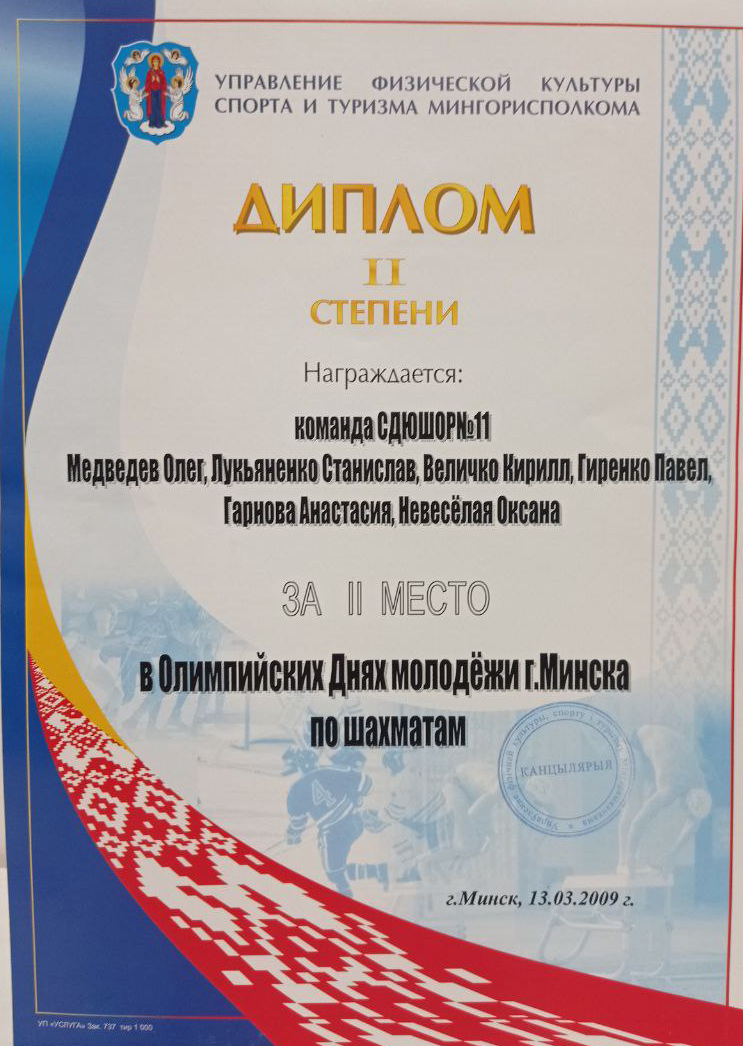 УПРАВЛЕНИЕ ФИЗИЧЕСКОЙ КУЛЬТУРЫ
СПОРТА И ТУРИЗМА МИНГОРИСПОЛКОМА
ДИПЛОМ
II
СТЕПЕНИ
Награждается:
команда СДЮШОР№11
Медведев Олег, Лукьяненко Станислав, Величко Кирилл, Гиренко Павел,
Гарнова Анастасия, Невесёлая Оксана
ЗА II МЕСТО
в Олимпийских Днях молодёжи г.Минска
по шахматам
КАНЦЫЛЯРЫЯ
г.Минск, 13.03.2009 г.
УП «УСЛУГА» Зак. 737 тир 1 000